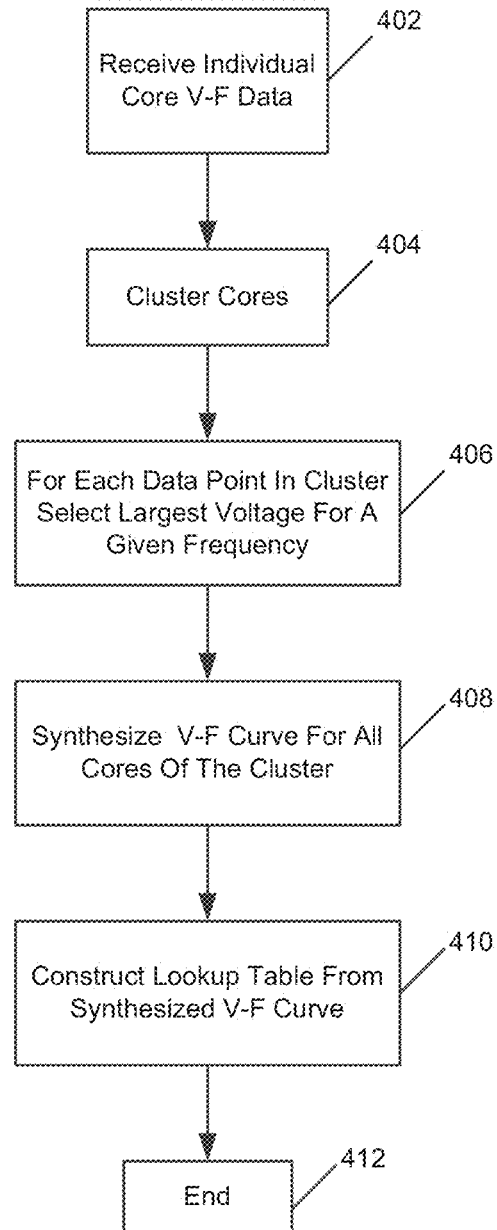 402
Receive Individual
Core V-F Data
404
Cluster Cores
406
For Each Data Point In Cluster
Select Largest Voltage For A
Given Frequency
408
Synthesize V-F Curve For All
Cores Of The Cluster
410
Construct Lookup Table From
Synthesized V-F Curve
412
End